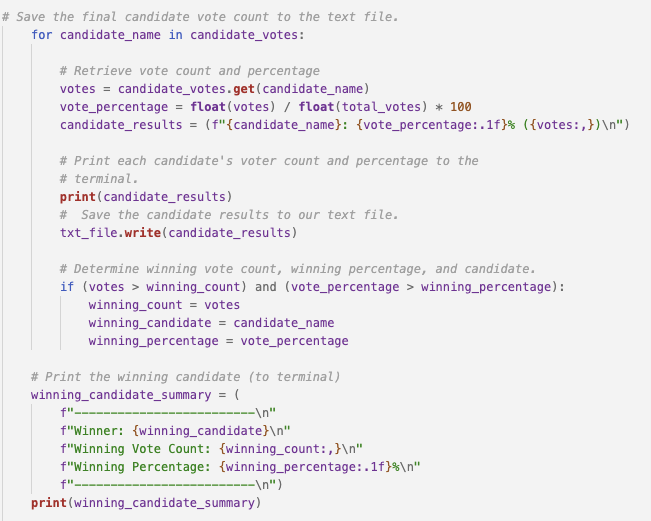 # Save the final candidate vote count to the text file.
for candidate_name in candidate_votes:
# Retrieve vote count and percentage
votes = candidate_votes.get(candidate_name)
vote_percentage = float(votes) / float(total_votes) * 100
candidate_results = (f"{candidate_name}: {vote_percentage:.1f}% ({votes:,})\n")
# Print each candidate's voter count and percentage to the
# terminal.
print(candidate_results)
#  Save the candidate results to our text file.
txt_file.write(candidate_results)
# Determine winning vote count, winning percentage, and candidate.
if (votes > winning_count) and (vote_percentage > winning_percentage):
winning_count = votes
winning_candidate = candidate_name
winning_percentage = vote_percentage
# Print the winning candidate (to terminal)
winning_candidate_summary = (
f"-------------------------\n"
f"Winner: {winning_candidate}\n"
f"Winning Vote Count: {winning_count:,}\n"
f"Winning Percentage: {winning_percentage:.1f}%\n"
f"-------------------------\n")
print(winning_candidate_summary)